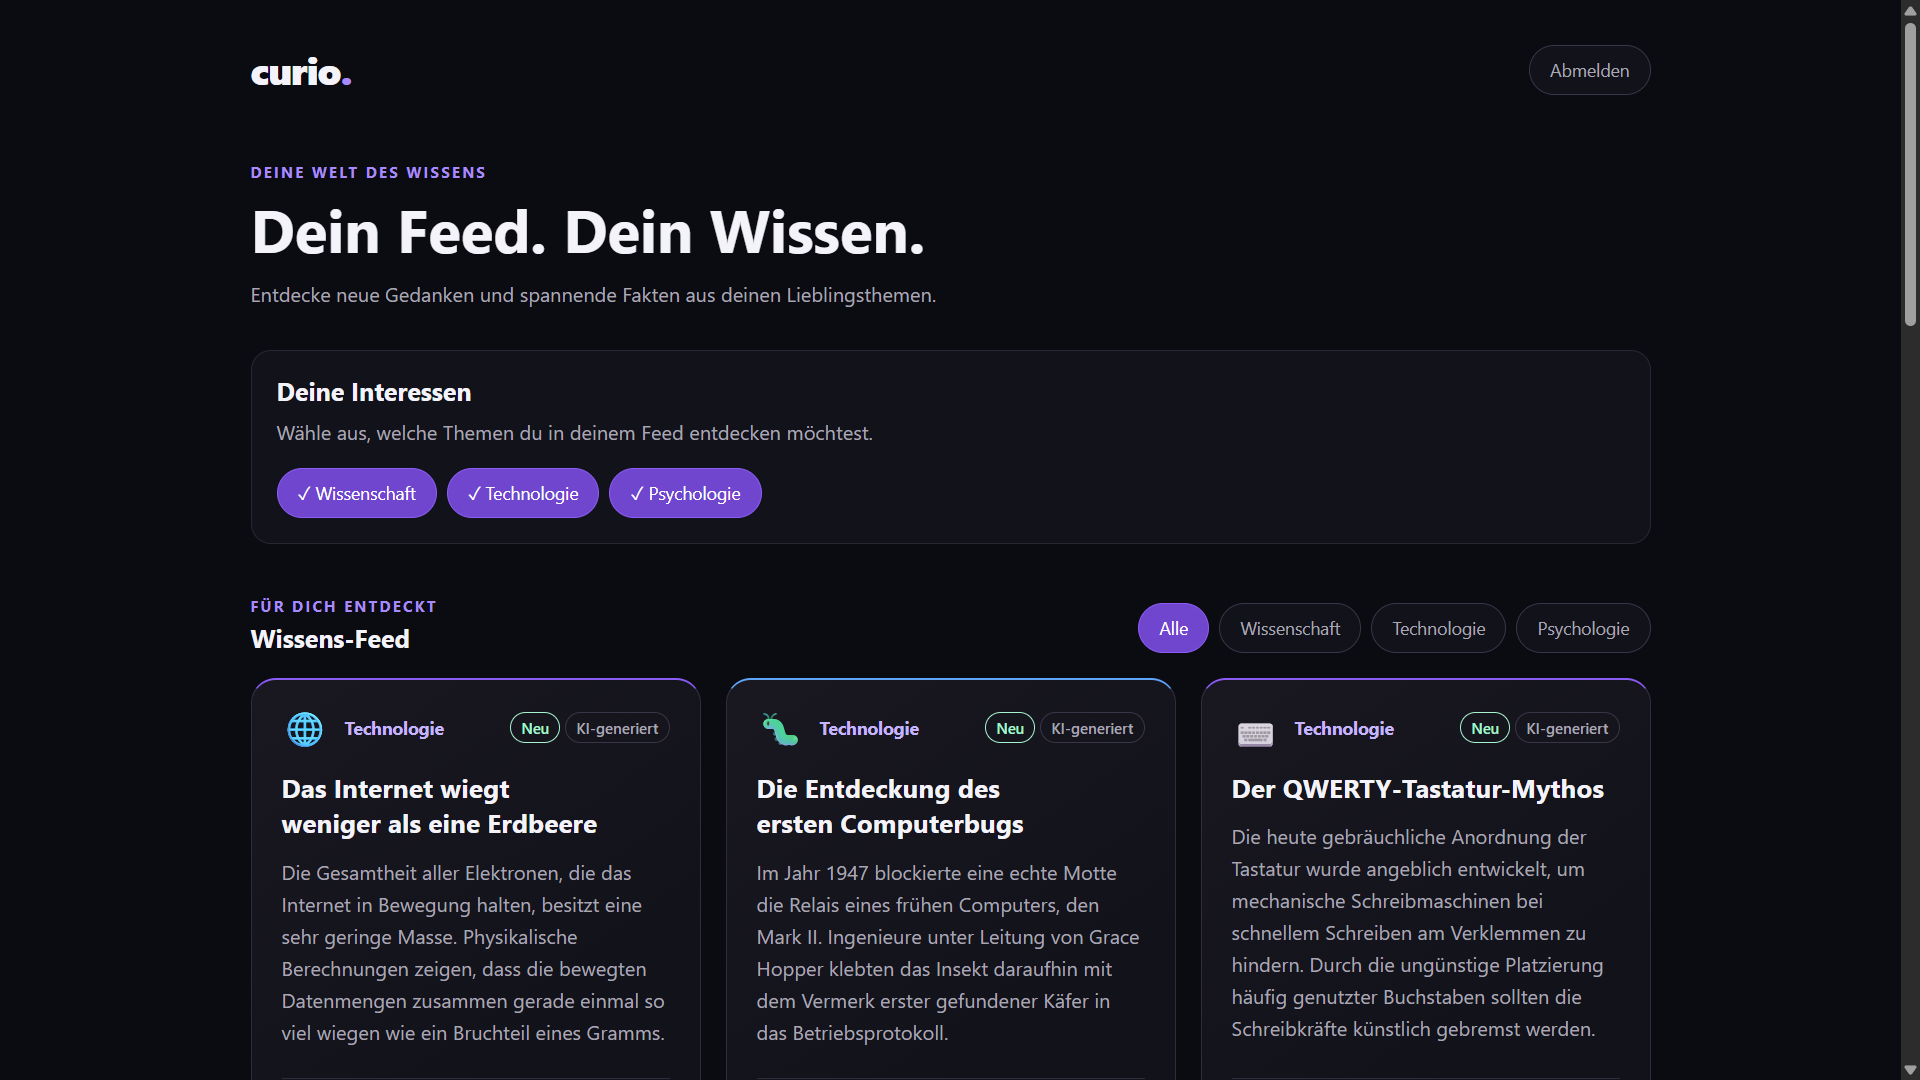 curio.
Abmelden
DEINE WELT DES WISSENS
Dein Feed. Dein Wissen.
Entdecke neue Gedanken und spannende Fakten aus deinen Lieblingsthemen.
Deine Interessen
Wähle aus, welche Themen du in deinem Feed entdecken möchtest.
✓ Wissenschaft ✓ Technologie ✓ Psychologie
FÜR DICH ENTDECKT
Wissens-Feed
Alle Wissenschaft Technologie Psychologie
Technologie Neu KI-generiert
Das Internet wiegt
weniger als eine Erdbeere
Die Gesamtheit aller Elektronen, die das
Internet in Bewegung halten, besitzt eine
sehr geringe Masse. Physikalische
Berechnungen zeigen, dass die bewegten
Datenmengen zusammen gerade einmal so
viel wiegen wie ein Bruchteil eines Gramms.
Technologie Neu KI-generiert
Die Entdeckung des
ersten Computerbugs
Im Jahr 1947 blockierte eine echte Motte
die Relais eines frühen Computers, den
Mark II. Ingenieure unter Leitung von Grace
Hopper klebten das Insekt daraufhin mit
dem Vermerk erster gefundener Käfer in
das Betriebsprotokoll.
Technologie Neu KI-generiert
Der QWERTY-Tastatur-Mythos
Die heute gebräuchliche Anordnung der
Tastatur wurde angeblich entwickelt, um
mechanische Schreibmaschinen bei
schnellem Schreiben am Verklemmen zu
hindern. Durch die ungünstige Platzierung
häufig genutzter Buchstaben sollten die
Schreibkräfte künstlich gebremst werden.